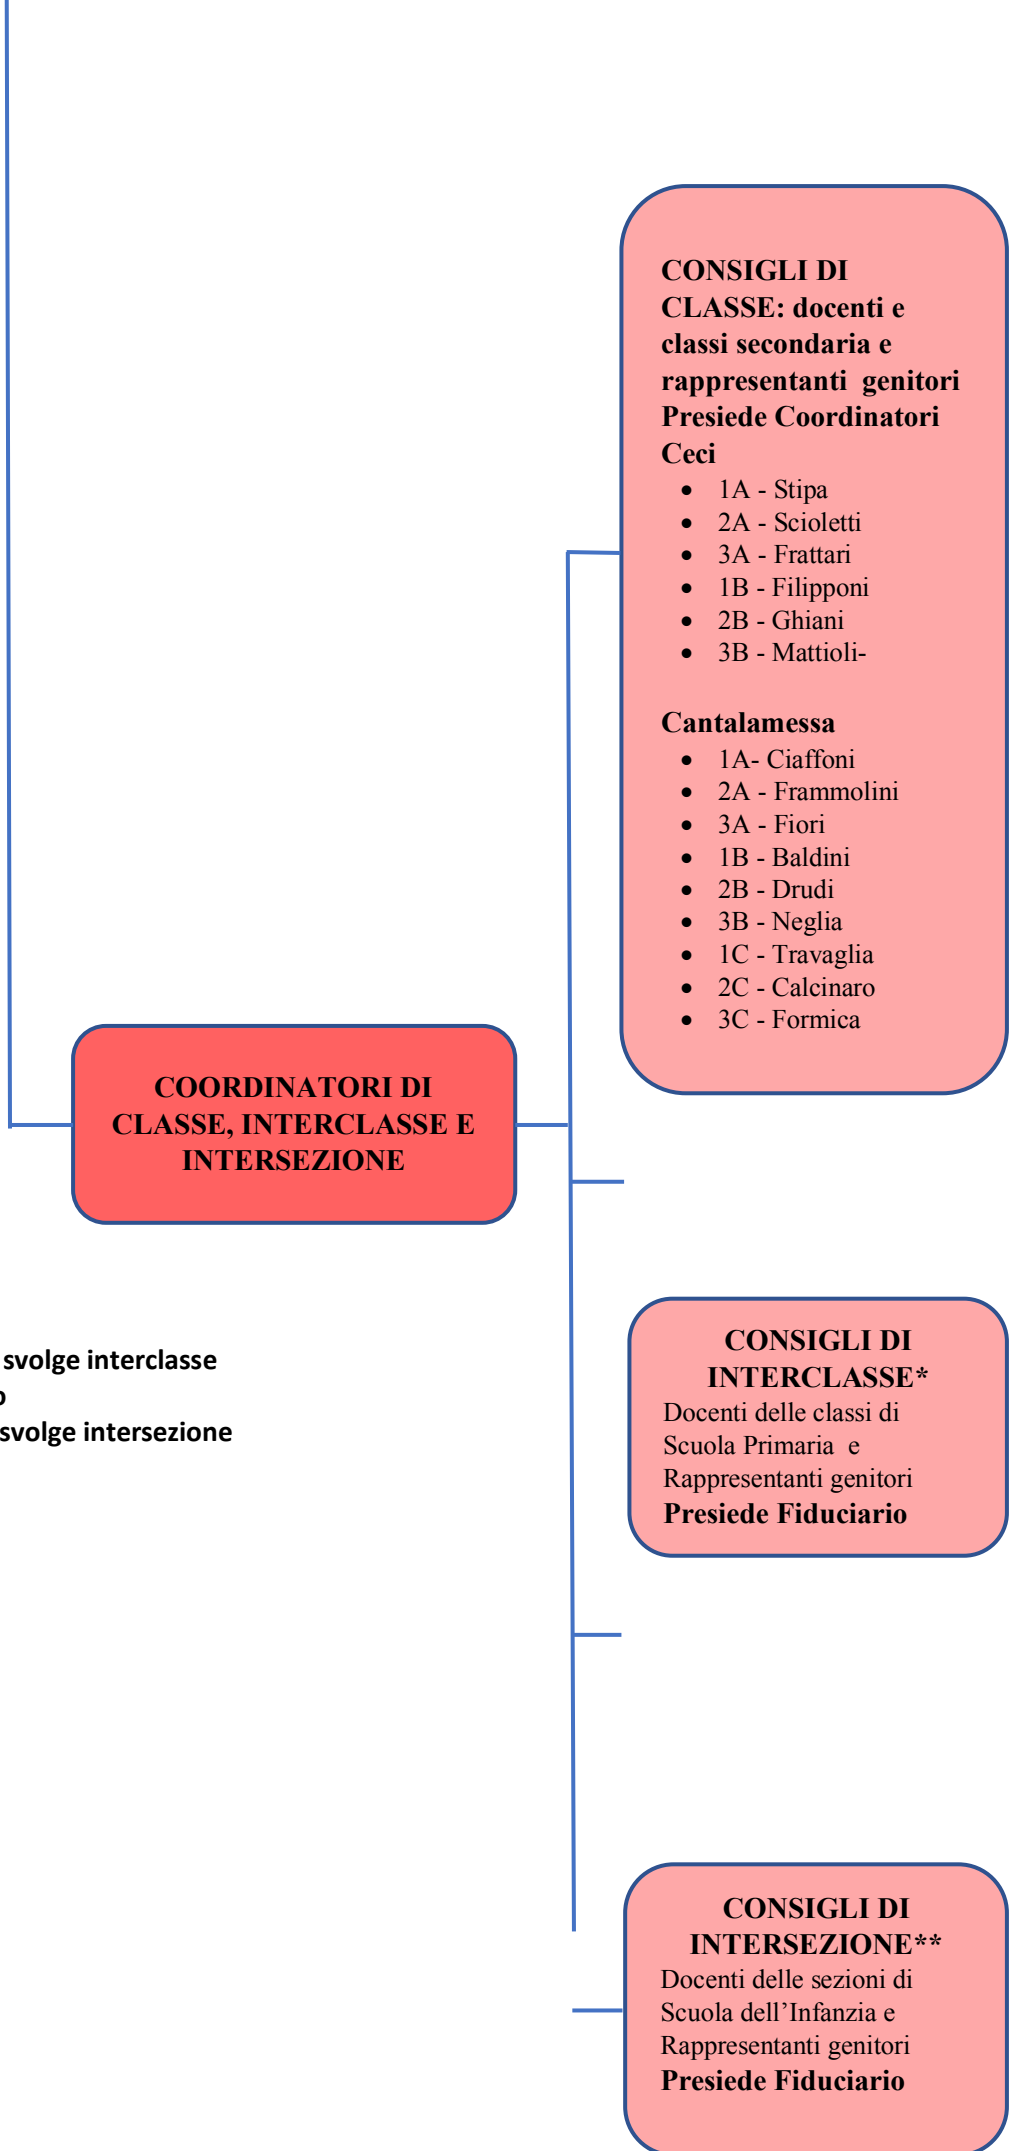 CONSIGLI DI
CLASSE: docenti e
classi secondaria e
rappresentanti genitori
Presiede Coordinatori
Ceci
• 1A - Stipa
• 2A - Scioletti
• 3A - Frattari
• 1B - Filipponi
• 2B - Ghiani
• 3B - Mattioli-
Cantalamessa
• 1A- Ciaffoni
• 2A - Frammolini
• 3A - Fiori
• 1B - Baldini
• 2B - Drudi
• 3B - Neglia
• 1C - Travaglia
• 2C - Calcinaro
• 3C - Formica
COORDINATORI DI
CLASSE, INTERCLASSE E
INTERSEZIONE
svolge interclasse
svolge intersezione
CONSIGLI DI
INTERCLASSE*
Docenti delle classi di
Scuola Primaria e
Rappresentanti genitori
Presiede Fiduciario
CONSIGLI DI
INTERSEZIONE**
Docenti delle sezioni di
Scuola dell’Infanzia e
Rappresentanti genitori
Presiede Fiduciario